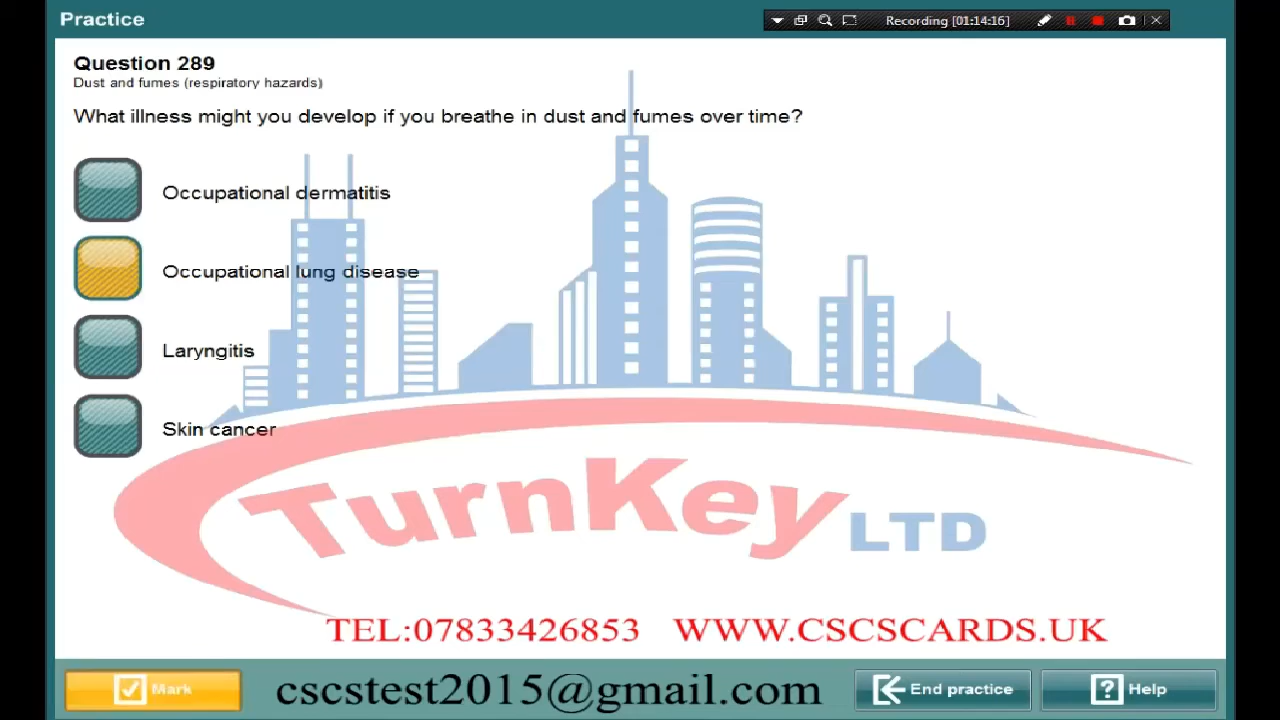 Practice
Recording [01:14:16]
Question 289
Dust and fumes (respiratory hazards)
What illness might you develop if you breathe in dust and fumes over time?
Occupational dermatitis
Occupational lung disease
Laryngitis
Skin cancer
TurnKey LTD
TEL:07833426853 WWW.CSCSCARDS.UK
Mark
cscstest2015@gmail.com
End practice
Help